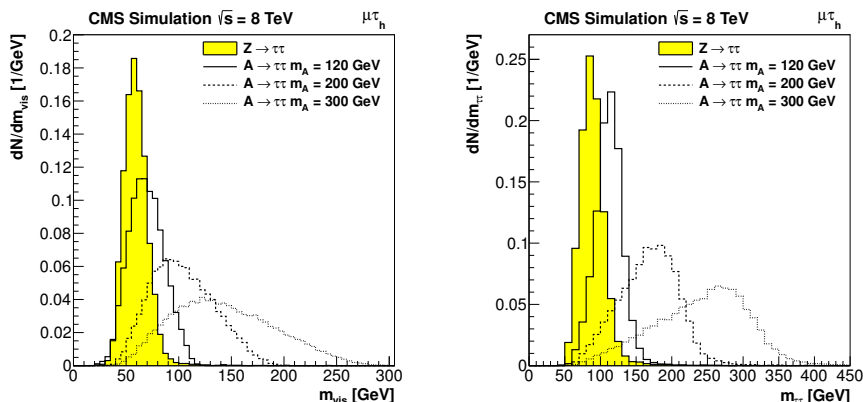 CMS Simulation √s = 8 TeV μτh
dN/dmvis [1/GeV]
Z → ττ
A → ττ mA = 120 GeV
A → ττ mA = 200 GeV
A → ττ mA = 300 GeV
0.2
0.18
0.16
0.14
0.12
0.1
0.08
0.06
0.04
0.02
0
0 50 100 150 200 250 300
mvis [GeV]
CMS Simulation √s = 8 TeV μτh
dN/dmττ [1/GeV]
Z → ττ
A → ττ mA = 120 GeV
A → ττ mA = 200 GeV
A → ττ mA = 300 GeV
0.25
0.2
0.15
0.1
0.05
0
0 50 100 150 200 250 300 350 400 450
mττ [GeV]